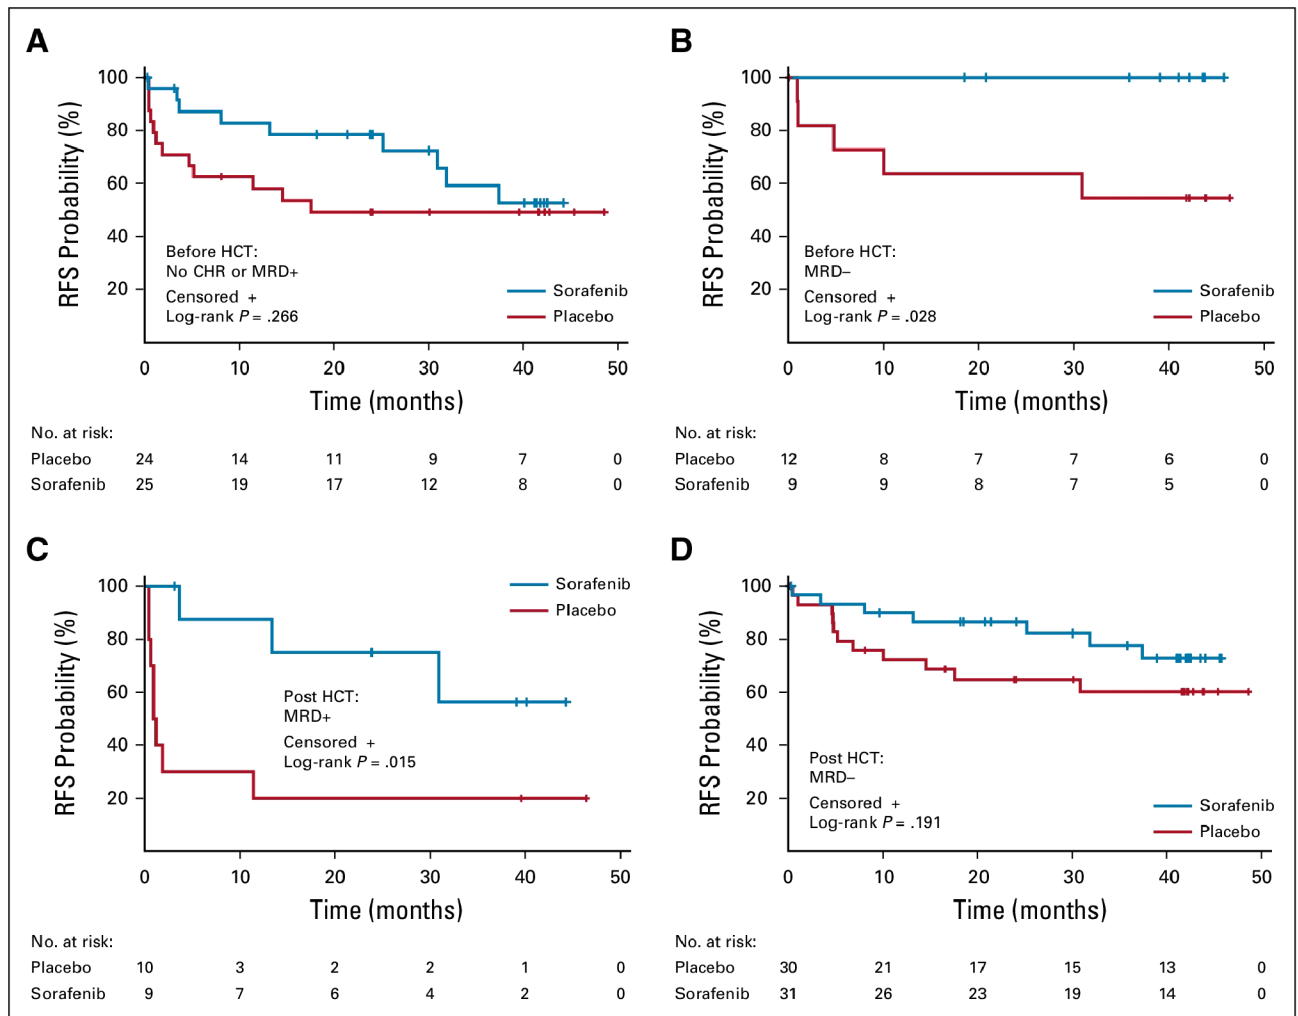 A
RFS Probability (%)
100
80
60
40
20
Before HCT:
No CHR or MRD+
Censored +
Log-rank P = .266
Sorafenib
Placebo
0 10 20 30 40 50
Time (months)
No. at risk:
Placebo 24 14 11 9 7 0
Sorafenib 25 19 17 12 8 0
B
RFS Probability (%)
100
80
60
40
20
Before HCT:
MRD–
Censored +
Log-rank P = .028
Sorafenib
Placebo
0 10 20 30 40 50
Time (months)
No. at risk:
Placebo 12 8 7 7 6 0
Sorafenib 9 9 8 7 5 0
C
RFS Probability (%)
100
80
60
40
20
Sorafenib
Placebo
Post HCT:
MRD+
Censored +
Log-rank P = .015
0 10 20 30 40 50
Time (months)
No. at risk:
Placebo 10 3 2 2 1 0
Sorafenib 9 7 6 4 2 0
D
RFS Probability (%)
100
80
60
40
20
Post HCT:
MRD–
Censored +
Log-rank P = .191
Sorafenib
Placebo
0 10 20 30 40 50
Time (months)
No. at risk:
Placebo 30 21 17 15 13 0
Sorafenib 31 26 23 19 14 0